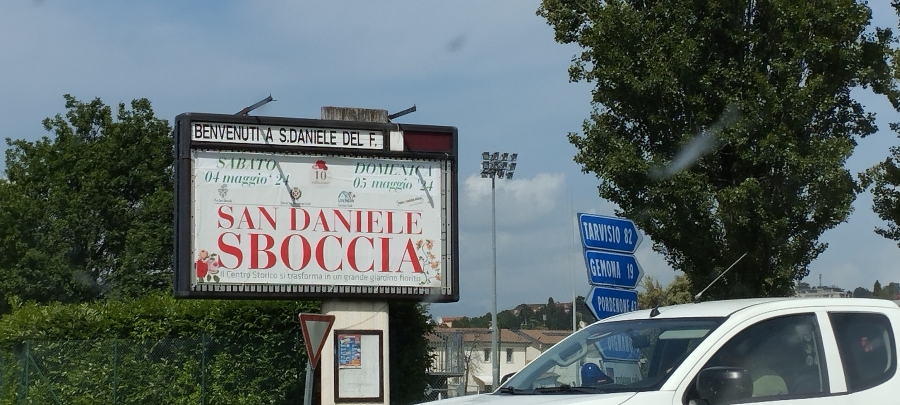 BENVENUTI A S.DANIELE DEL F.
SABATO
04 maggio '24
10
DOMENICA
05 maggio '24
SAN DANIELE
SBOCCIA
il Centro Storico si trasforma in un grande giardino fiorito
TARVISIO 82
GEMONA 19
PORDENONE